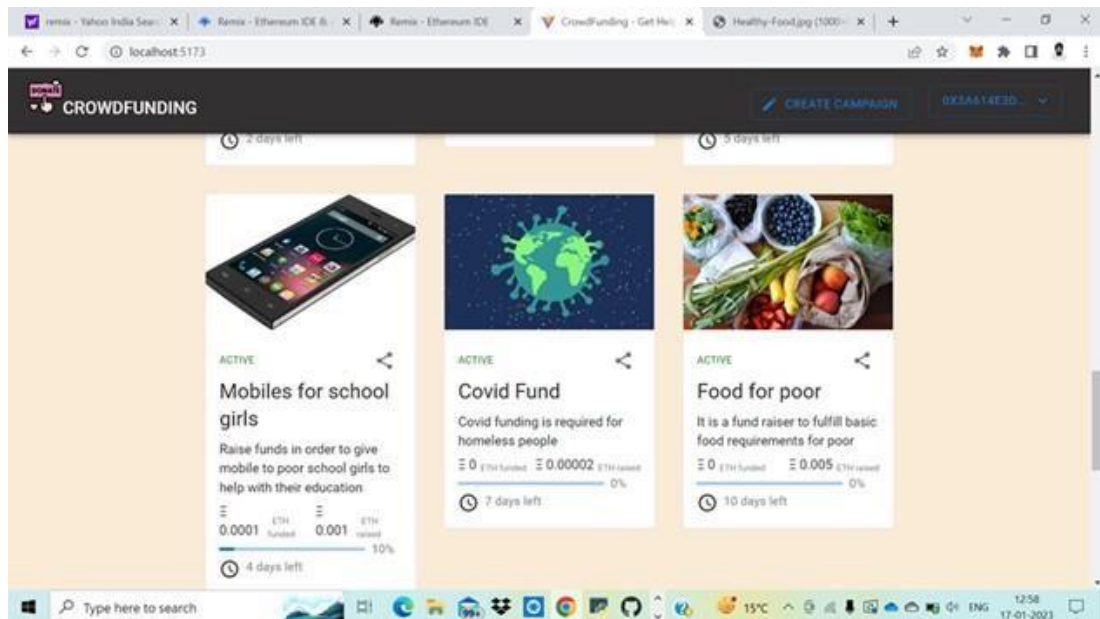 remix - Yahoo India Sear
Remix - Ethereum IDE &
Remix - Ethereum IDE
CrowdFunding - Get He
Healthy-Food.jpg (1000
localhost:5173
DONATE
CROWDFUNDING
CREATE CAMPAIGN
2 days left
5 days left
ACTIVE
Mobiles for school
girls
Raise funds in order to give
mobile to poor school girls to
help with their education
Ξ 0.0001 ETH funded Ξ 0.001 ETH raised
10%
4 days left
ACTIVE
Covid Fund
Covid funding is required for
homeless people
Ξ 0 ETH funded Ξ 0.00002 ETH raised
0%
7 days left
ACTIVE
Food for poor
It is a fund raiser to fulfill basic
food requirements for poor
Ξ 0 ETH funded Ξ 0.005 ETH raised
0%
10 days left
Type here to search
99+
15°C
ENG
12:58
17-01-2023